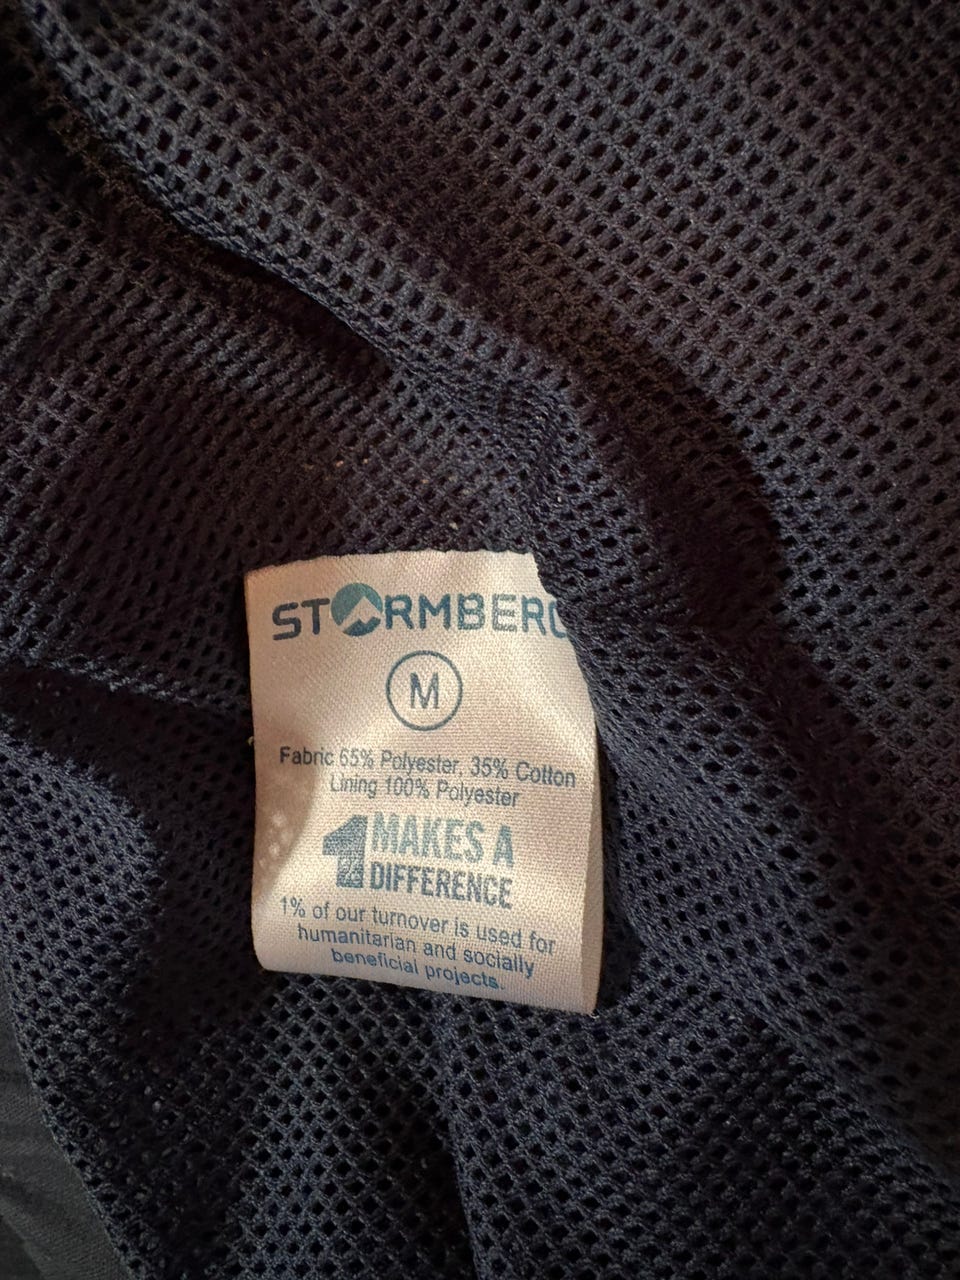 STORMBERG
M
Fabric 65% Polyester, 35% Cotton
Lining 100% Polyester
1% MAKES A
DIFFERENCE
1% of our turnover is used for
humanitarian and socially
beneficial projects.